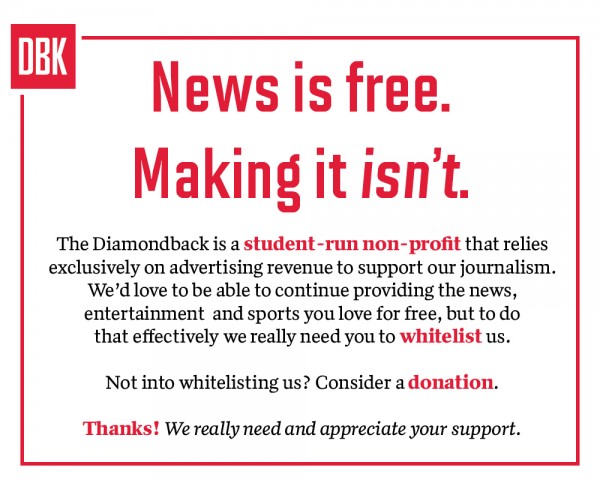 DBK
News is free.
Making it isn't.
The Diamondback is a student-run non-profit that relies
exclusively on advertising revenue to support our journalism.
We'd love to be able to continue providing the news,
entertainment and sports you love for free, but to do
that effectively we really need you to whitelist us.
Not into whitelisting us? Consider a donation.
Thanks! We really need and appreciate your support.